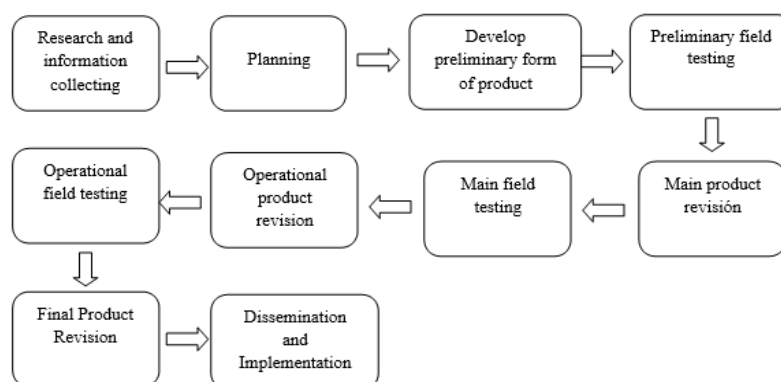 Research and
information
collecting
Planning
Develop
preliminary form
of product
Preliminary field
testing
Main product
revisión
Main field
testing
Operational
product
revision
Operational
field testing
Final Product
Revision
Dissemination
and
Implementation